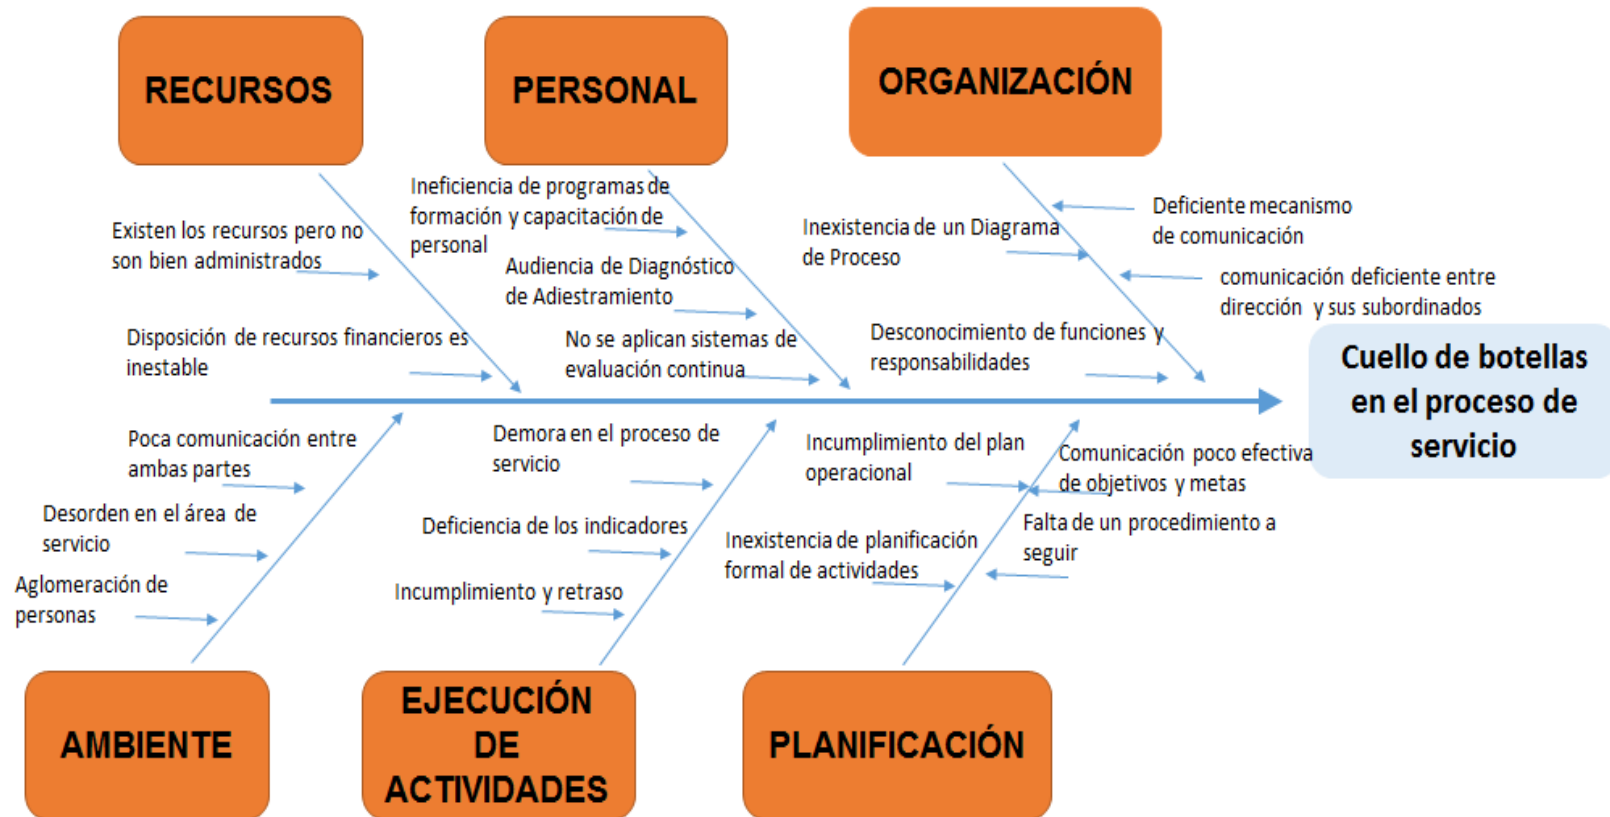 RECURSOS
PERSONAL
ORGANIZACIÓN
Existen los recursos pero no
son bien administrados
Disposición de recursos financieros es
inestable
Ineficiencia de programas de
formación y capacitación de
personal
Audiencia de Diagnóstico
de Adiestramiento
No se aplican sistemas de
evaluación continua
Inexistencia de un Diagrama
de Proceso
Desconocimiento de funciones y
responsabilidades
Deficiente mecanismo
de comunicación
comunicación deficiente entre
dirección y sus subordinados
Cuello de botellas
en el proceso de
servicio
Poca comunicación entre
ambas partes
Desorden en el área de
servicio
Aglomeración de
personas
Demora en el proceso de
servicio
Deficiencia de los indicadores
Incumplimiento y retraso
Incumplimiento del plan
operacional
Inexistencia de planificación
formal de actividades
Comunicación poco efectiva
de objetivos y metas
Falta de un procedimiento a
seguir
AMBIENTE
EJECUCIÓN
DE
ACTIVIDADES
PLANIFICACIÓN